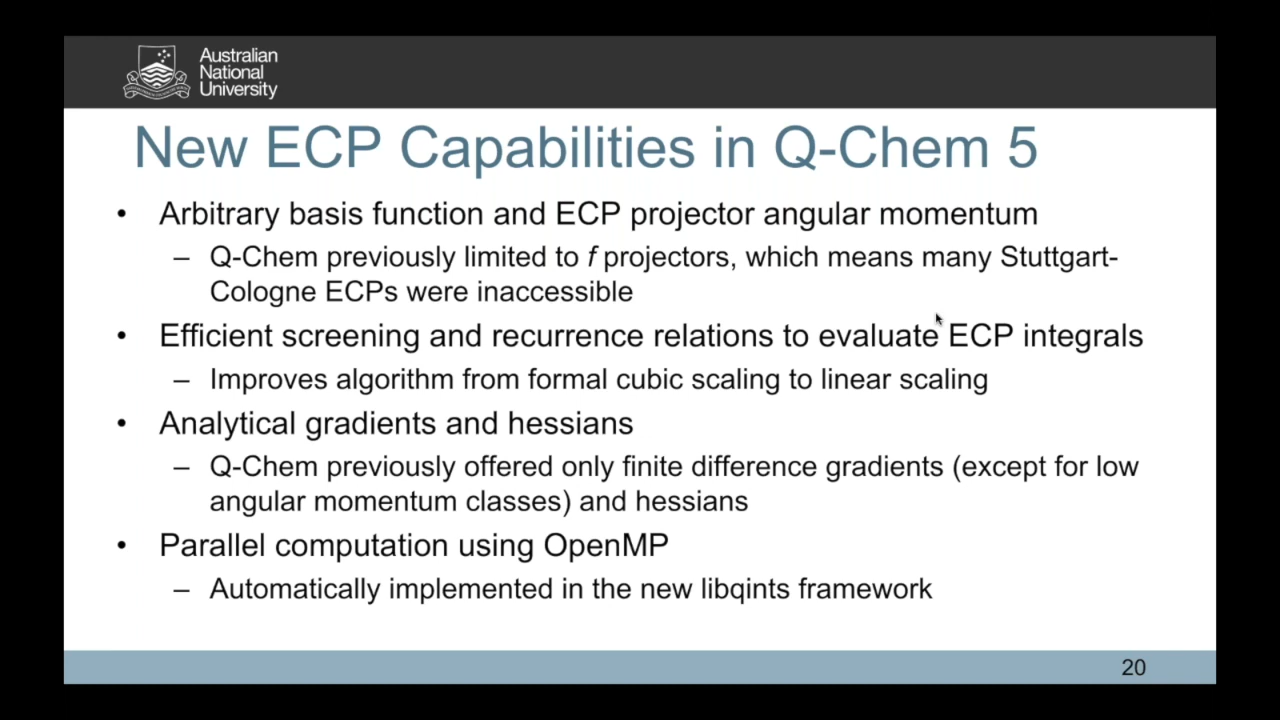 Australian
National
University
New ECP Capabilities in Q-Chem 5
• Arbitrary basis function and ECP projector angular momentum
– Q-Chem previously limited to f projectors, which means many Stuttgart-
Cologne ECPs were inaccessible
• Efficient screening and recurrence relations to evaluate ECP integrals
– Improves algorithm from formal cubic scaling to linear scaling
• Analytical gradients and hessians
– Q-Chem previously offered only finite difference gradients (except for low
angular momentum classes) and hessians
• Parallel computation using OpenMP
– Automatically implemented in the new libqints framework
20